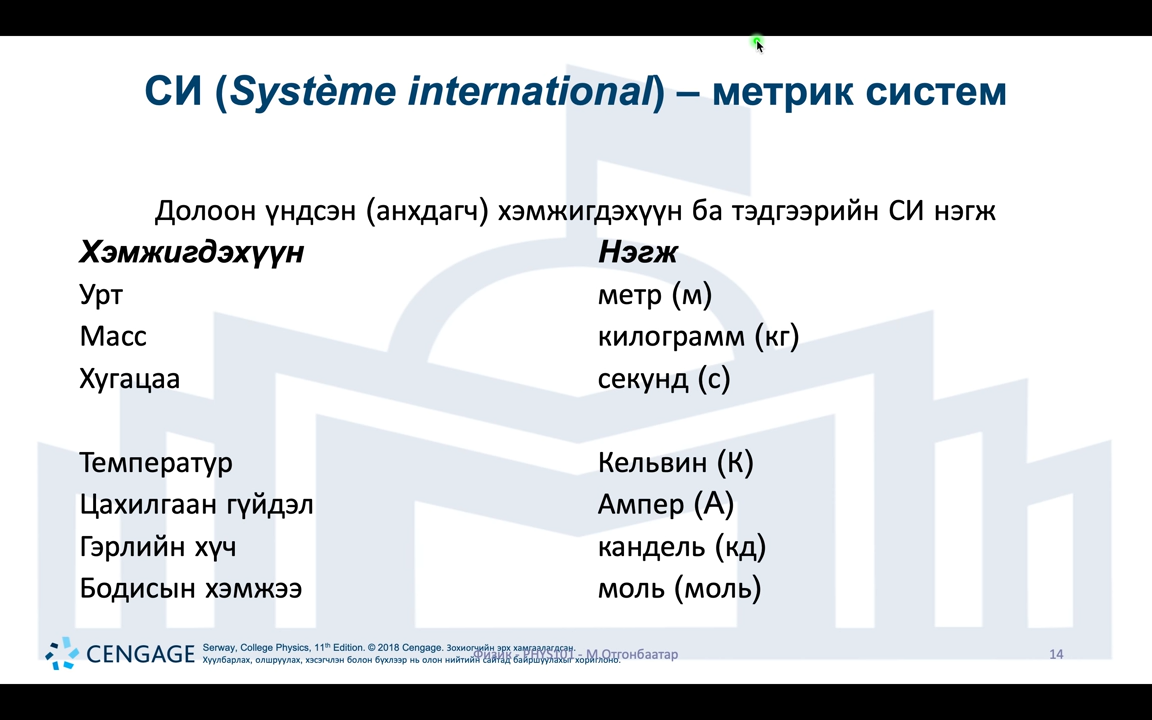 СИ (Système international) – метрик систем
Долоон үндсэн (анхдагч) хэмжигдэхүүн ба тэдгээрийн СИ нэгж
Хэмжигдэхүүн Нэгж
Урт метр (м)
Масс килограмм (кг)
Хугацаа секунд (с)
Температур Кельвин (К)
Цахилгаан гүйдэл Ампер (А)
Гэрлийн хүч кандель (кд)
Бодисын хэмжээ моль (моль)
CENGAGE
Serway, College Physics, 11th Edition. © 2018 Cengage. Зохиогчийн эрх хамгаалагдсан.
Хуулбарлах, олшруулах, хэсэгчлэн болон бүхлээр нь олон нийтийн сайтад байршуулахыг хориглоно.
Физик - PHYS101 - М.Отгонбаатар
14